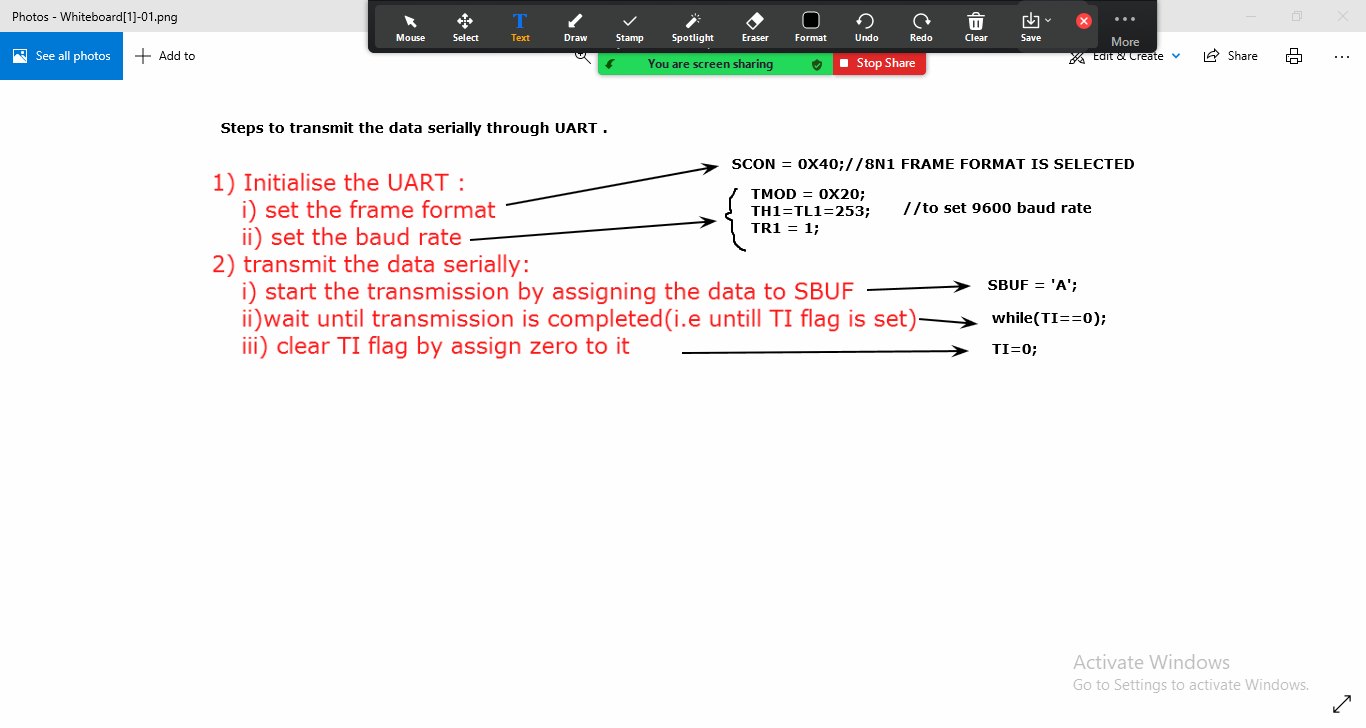 Photos - Whiteboard[1]-01.png
Mouse Select Text Draw Stamp Spotlight Eraser Format Undo Redo Clear Save More
See all photos Add to You are screen sharing Stop Share Edit & Create Share
Steps to transmit the data serially through UART .
SCON = 0X40;//8N1 FRAME FORMAT IS SELECTED
1) Initialise the UART :
TMOD = 0X20;
i) set the frame format
TH1=TL1=253; //to set 9600 baud rate
TR1 = 1;
ii) set the baud rate
2) transmit the data serially:
i) start the transmission by assigning the data to SBUF SBUF = 'A';
ii)wait until transmission is completed(i.e untill TI flag is set) while(TI==0);
iii) clear TI flag by assign zero to it TI=0;
Activate Windows
Go to Settings to activate Windows.